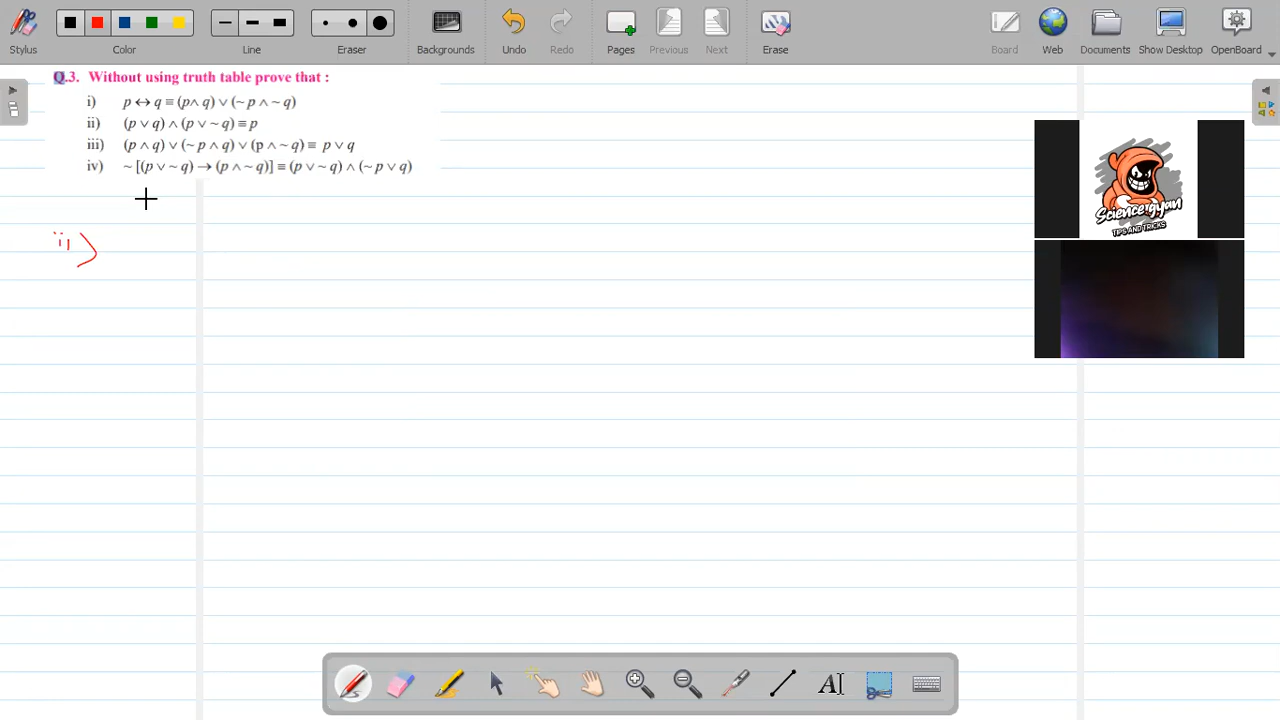 Stylus Color Line Eraser Backgrounds Undo Redo Pages Previous Next Erase Board Web Documents Show Desktop OpenBoard
Q.3. Without using truth table prove that :
i) p ↔ q ≡ (p ∧ q) ∨ (~ p ∧ ~ q)
ii) (p ∨ q) ∧ (p ∨ ~ q) ≡ p
iii) (p ∧ q) ∨ (~ p ∧ q) ∨ (p ∧ ~ q) ≡ p ∨ q
iv) ~ [(p ∨ ~ q) → (p ∧ ~ q)] ≡ (p ∨ ~ q) ∧ (~ p ∨ q)
ii)
Science gyan
TIPS AND TRICKS